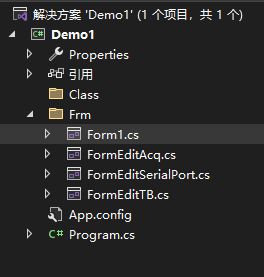 解决方案 'Demo1' (1 个项目，共 1 个)
C# Demo1
Properties
引用
Class
Frm
Form1.cs
FormEditAcq.cs
FormEditSerialPort.cs
FormEditTB.cs
App.config
C# Program.cs